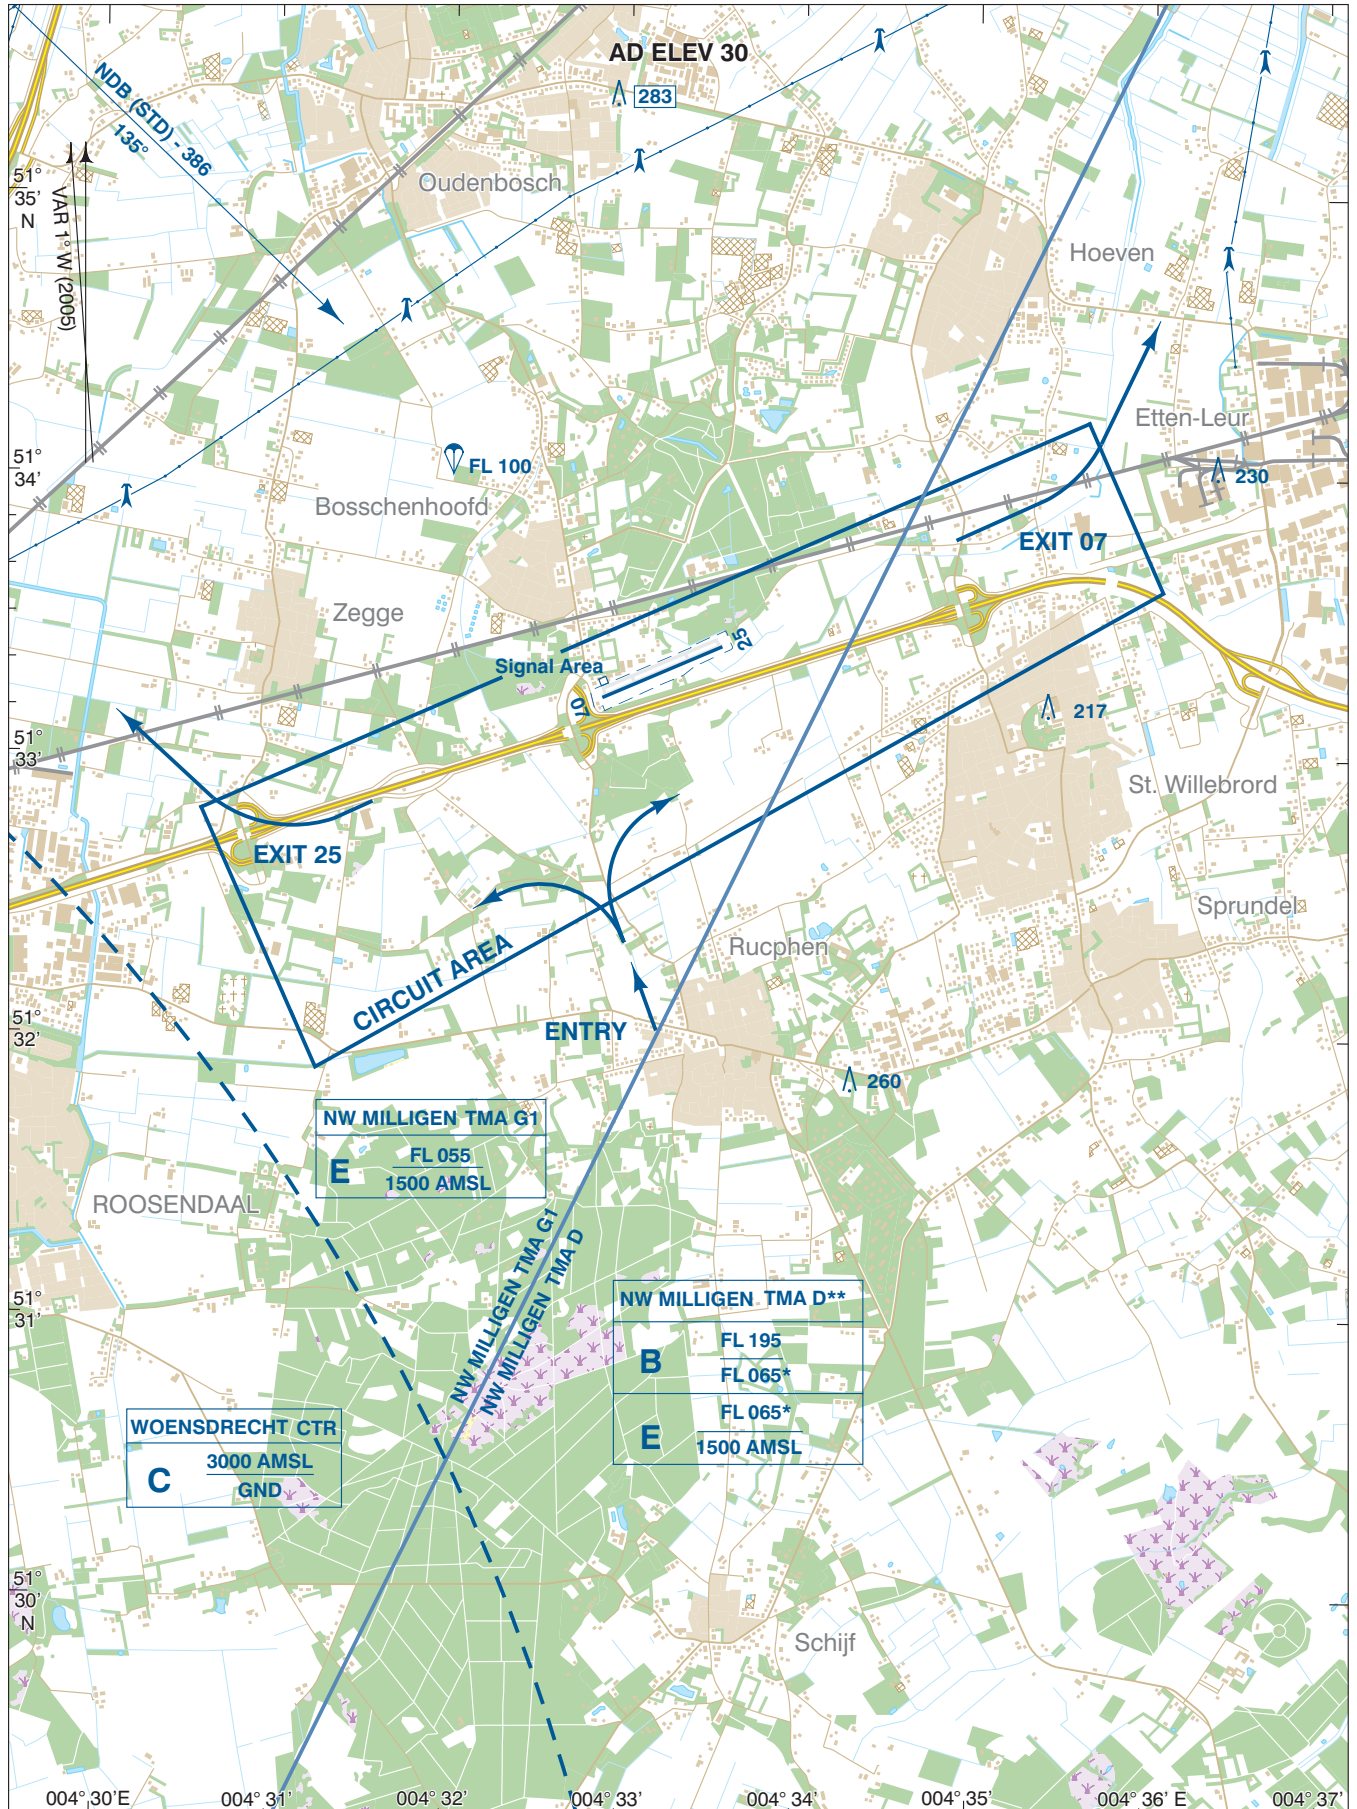 AD ELEV 30
283
NDB (STD) - 386
135°
51°
35'
N
VAR 1° W (2005)
Oudenbosch
Hoeven
Etten-Leur
230
51°
34'
FL 100
Bosschenhoofd
EXIT 07
Zegge
Signal Area
25
07
217
51°
33'
St. Willebrord
EXIT 25
Sprundel
Rucphen
CIRCUIT AREA
ENTRY
51°
32'
260
NW MILLIGEN TMA G1
E
FL 055
1500 AMSL
ROOSENDAAL
NW MILLIGEN TMA G1
NW MILLIGEN TMA D
51°
31'
NW MILLIGEN TMA D**
B
FL 195
FL 065*
E
FL 065*
1500 AMSL
WOENSDRECHT CTR
C
3000 AMSL
GND
51°
30'
N
Schijf
004° 30'E
004° 31'
004° 32'
004° 33'
004° 34'
004° 35'
004° 36' E
004° 37'